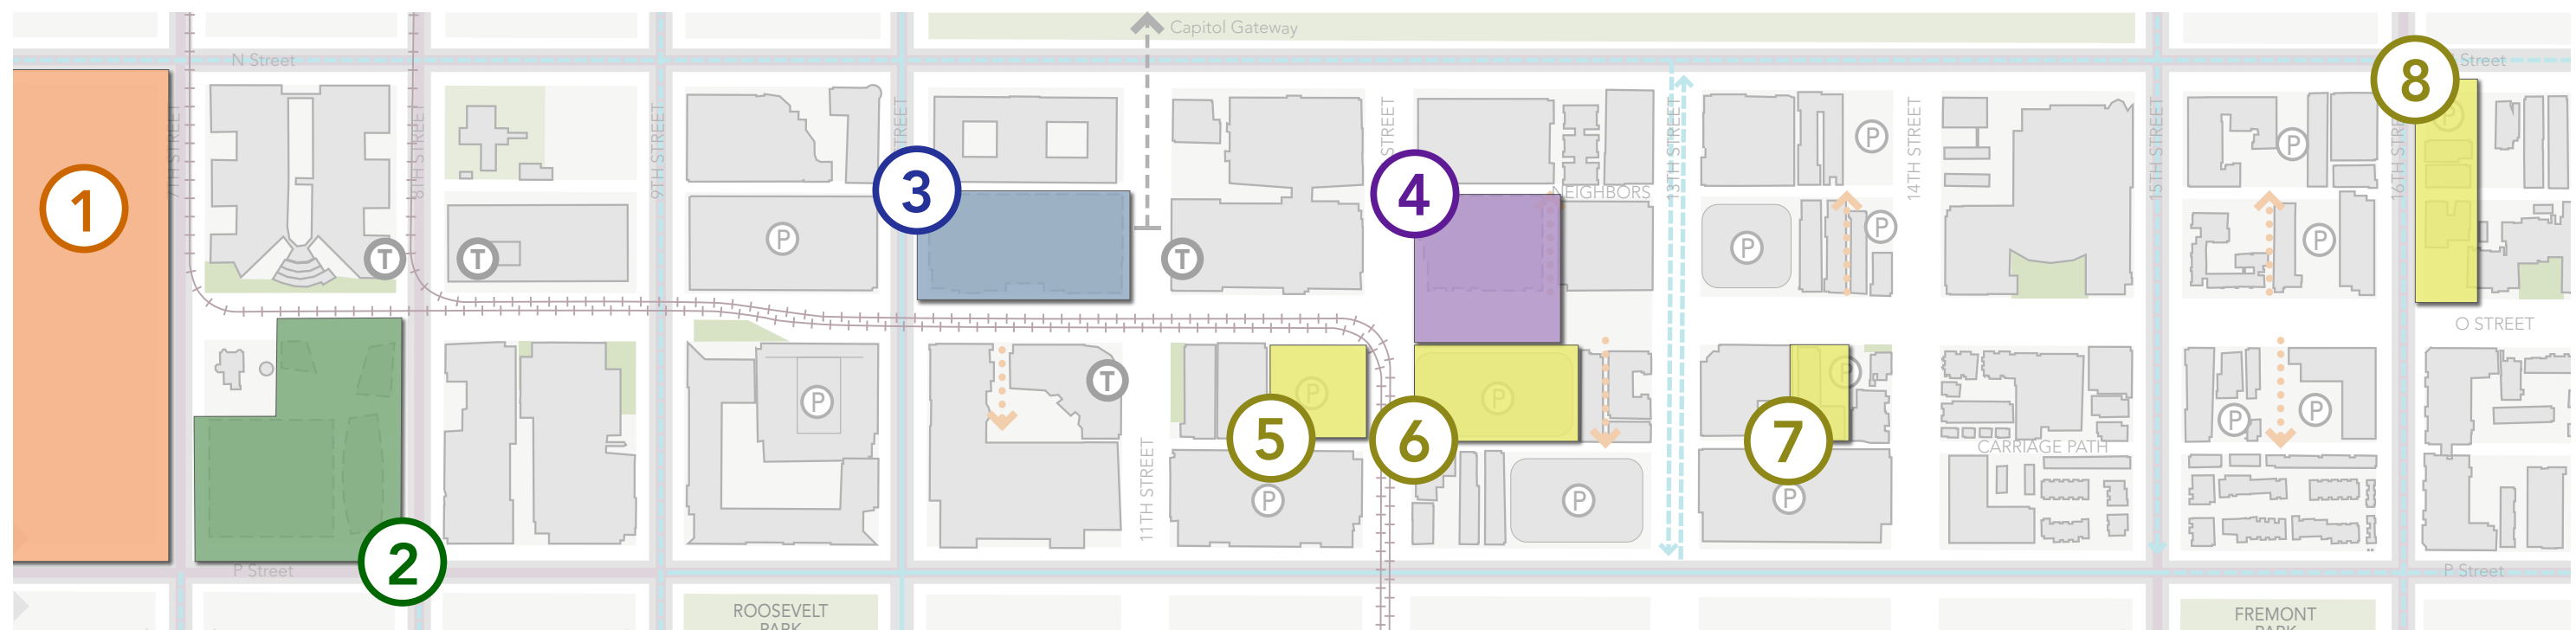 Capitol Gateway
N Street
Street
8
7TH STREET
8TH STREET
9TH STREET
STREET
STREET
13TH STREET
14TH STREET
15TH STREET
16TH STREET
P
P
P
1
3
4
NEIGHBORS
T
T
P
T
P
P
P
O STREET
T
P
P
P
P
P
P
5
6
7
11TH STREET
CARRIAGE PATH
P
P
P
2
P Street
P Street
ROOSEVELT
PARK
FREMONT
PARK